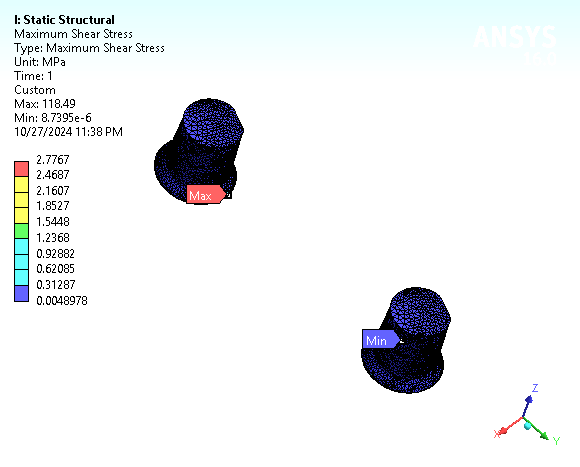 I: Static Structural
Maximum Shear Stress
Type: Maximum Shear Stress
Unit: MPa
Time: 1
Custom
Max: 118.49
Min: 8.7395e-6
10/27/2024 11:38 PM
ANSYS
2.7767
2.4687
2.1607
1.8527
1.5448
1.2368
0.92882
0.62085
0.31287
0.0048978
Max
Min
Z
X
Y